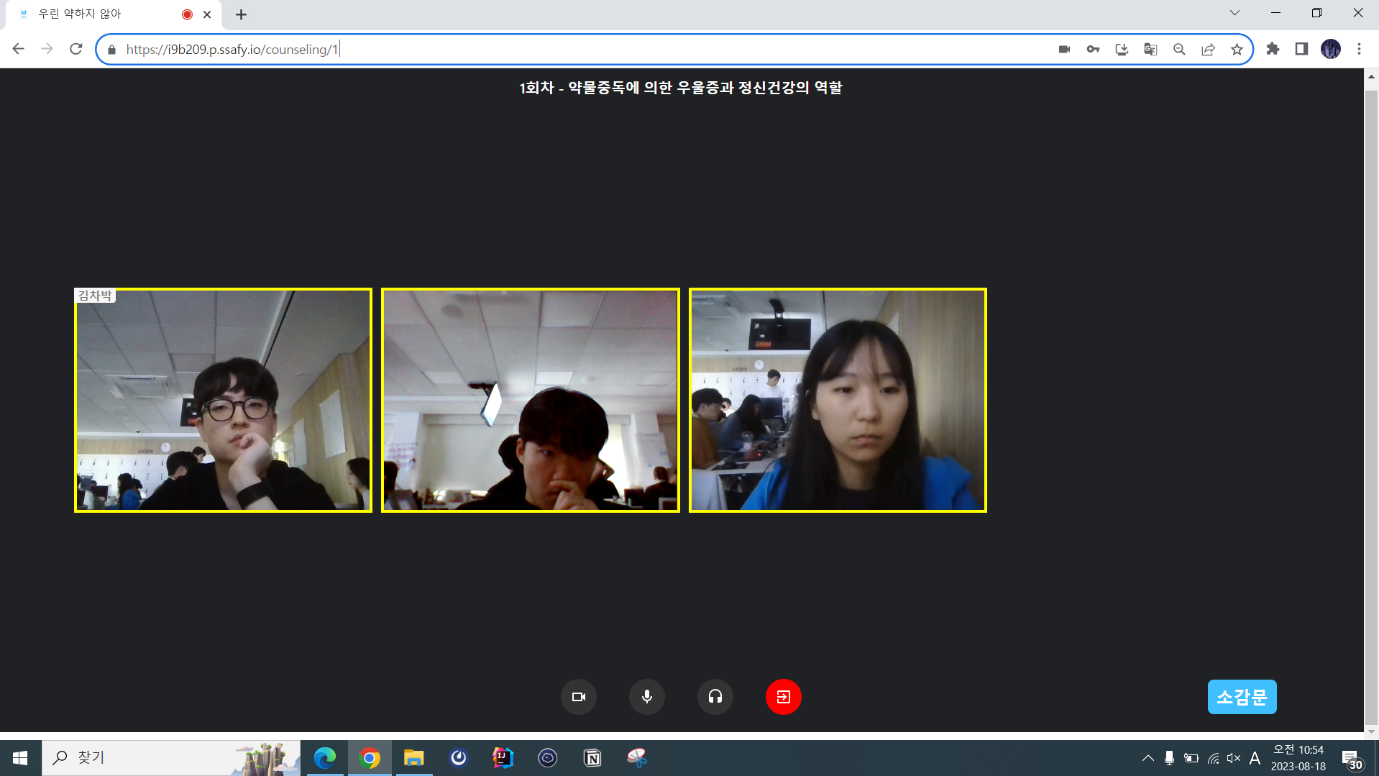 우린 약하지 않아
https://i9b209.p.ssafy.io/counseling/1
1회차 - 약물중독에 의한 우울증과 정신건강의 역할
김차박
소감문
찾기
A
오전 10:54
2023-08-18
30